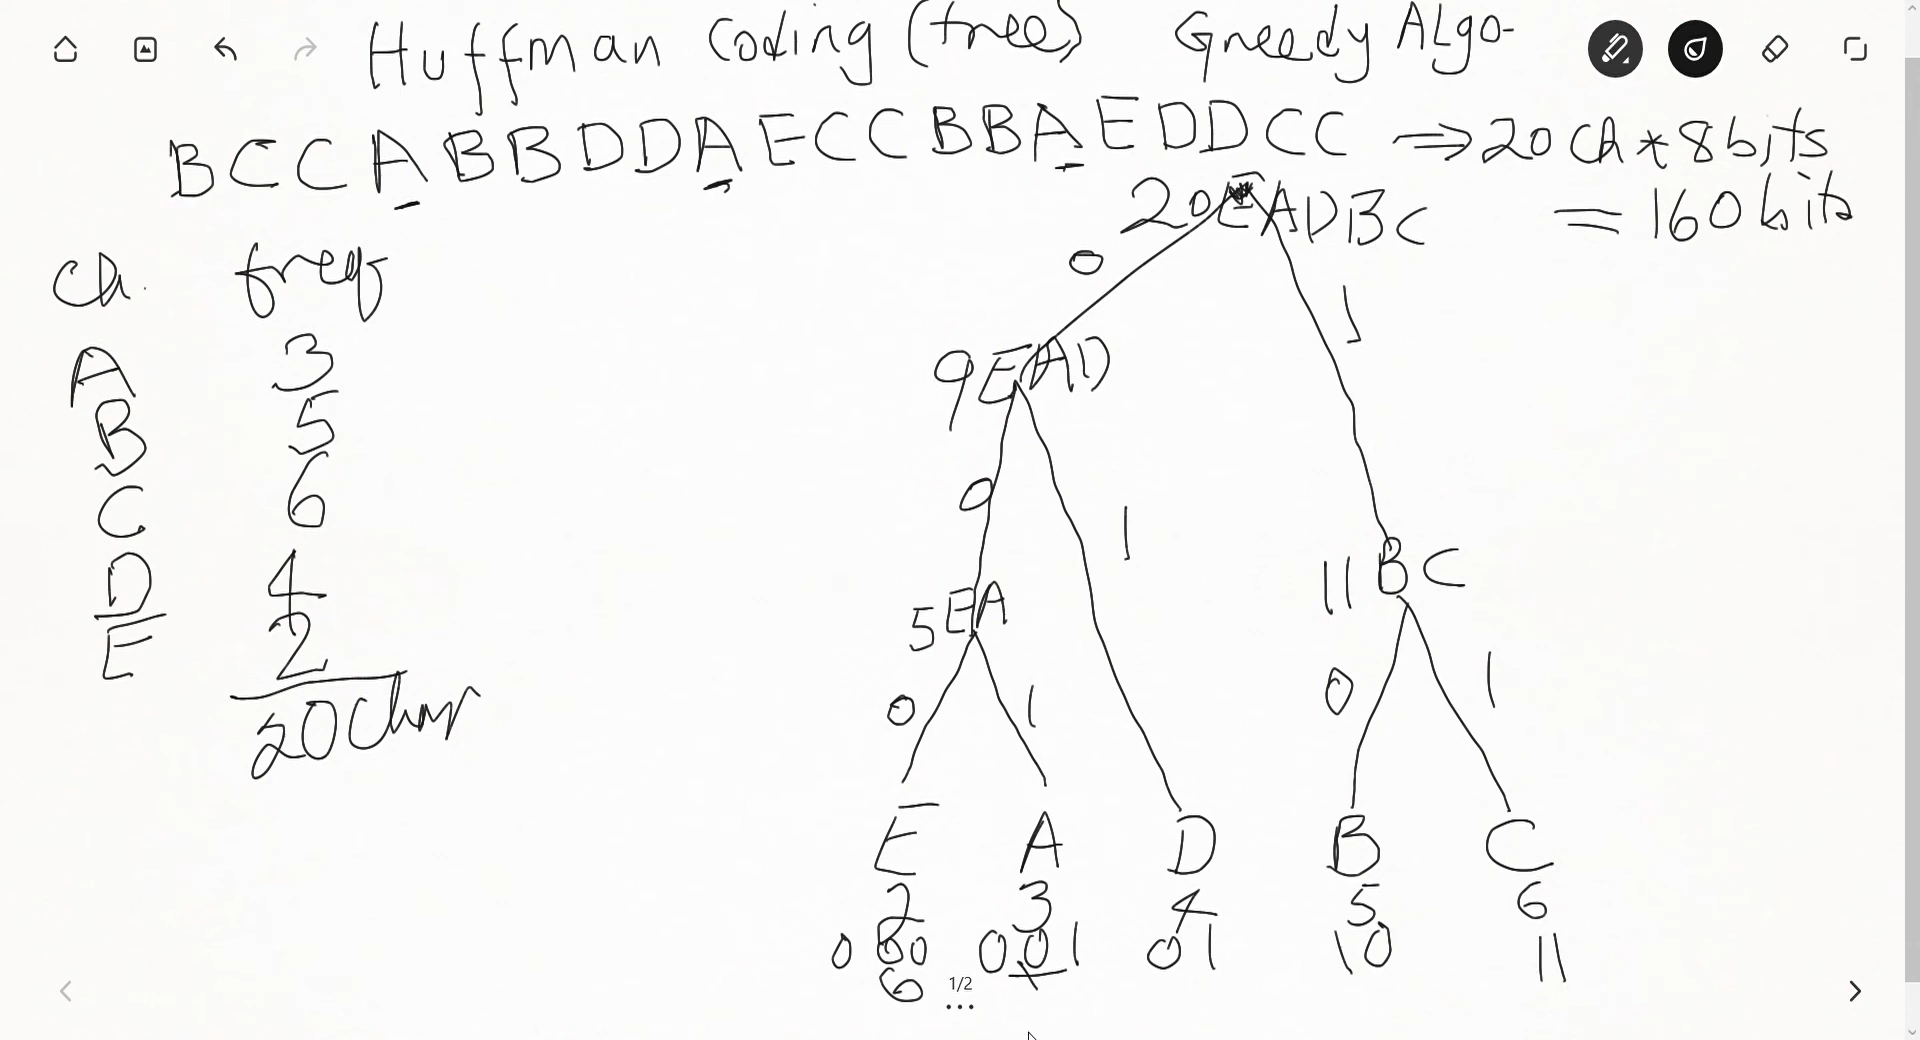 Huffman Coding (tree) Greedy ALgo-
BCCABBDDAECCBBAEDDCC ⇒ 20 Ch * 8 bits
= 160 bits
20 EADBC
0 1
Ch. freq
A 3
B 5
C 6
D 4
E 2
20 Char
9 EAD
0 1
11 BC
5 EA
0 1
0 1
E A D B C
2 3 4 5 6
001 01 10 11
1/2